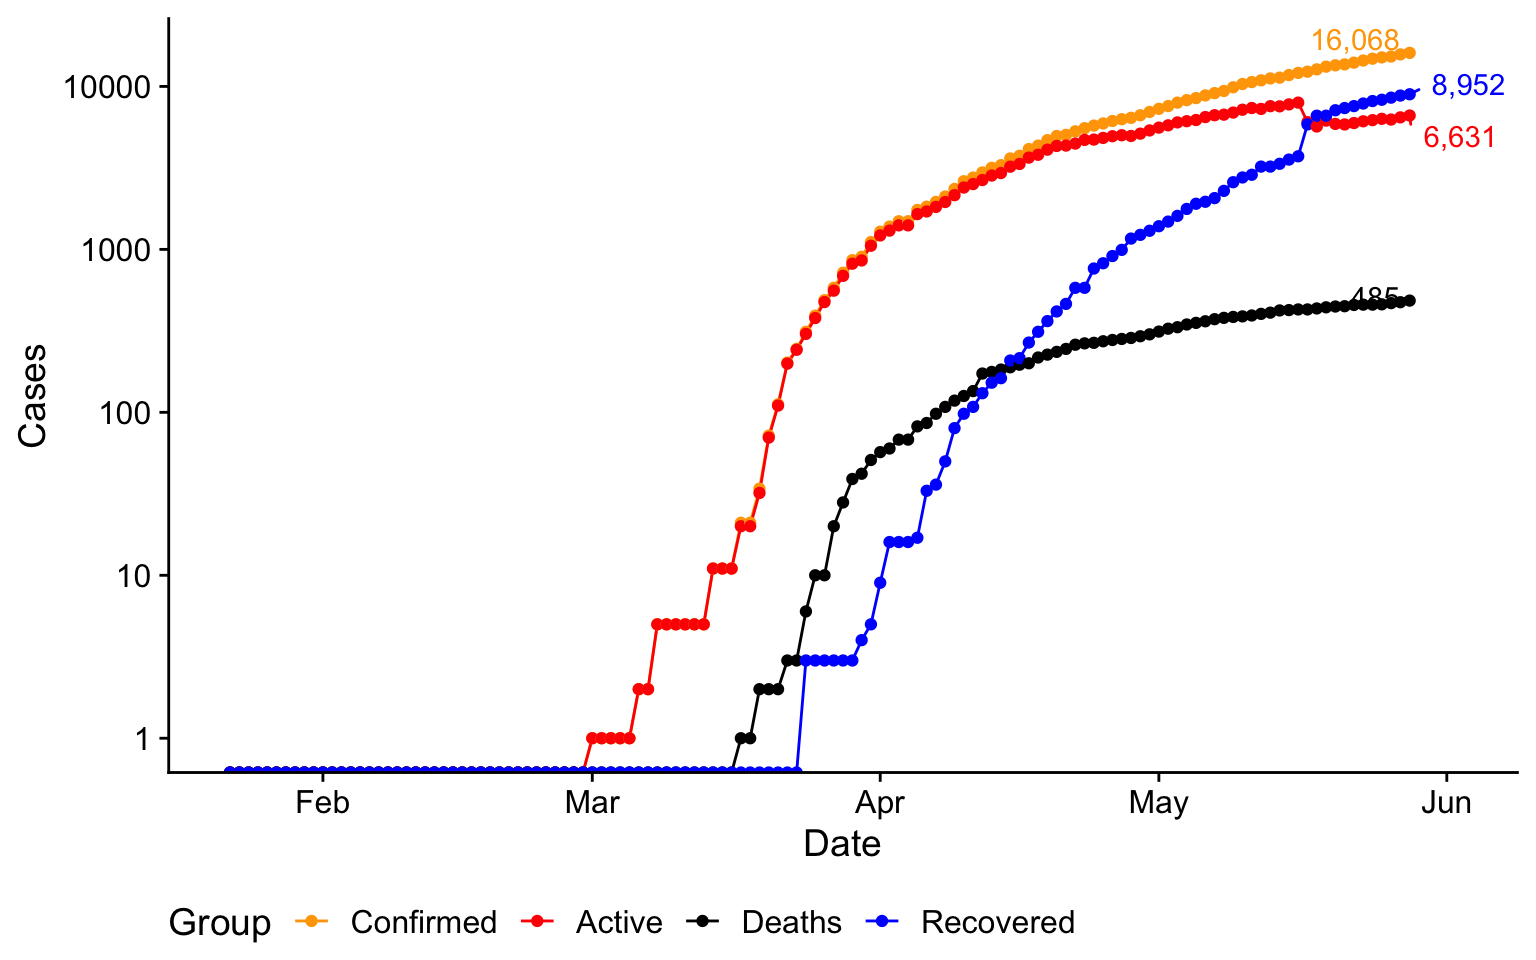 16,068
10000
8,952
6,631
1000
485
100
10
1
Cases
Feb Mar Apr May Jun
Date
Group Confirmed Active Deaths Recovered